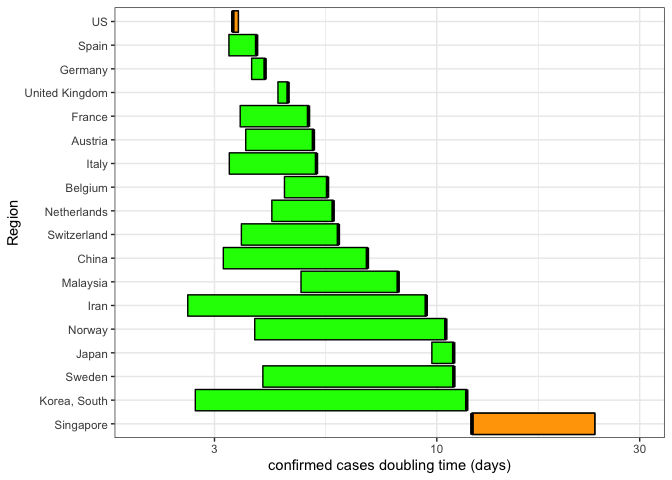 US
Spain
Germany
United Kingdom
France
Austria
Italy
Belgium
Netherlands
Switzerland
China
Malaysia
Iran
Norway
Japan
Sweden
Korea, South
Singapore
Region
3 10 30
confirmed cases doubling time (days)